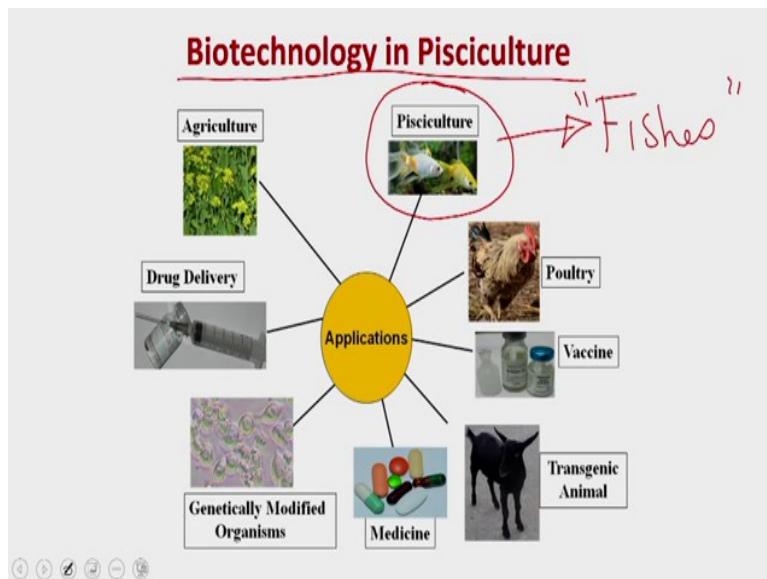 Biotechnology in Pisciculture
Agriculture
Pisciculture
"Fishes"
Drug Delivery
Poultry
Applications
Vaccine
Genetically Modified
Organisms
Medicine
Transgenic
Animal